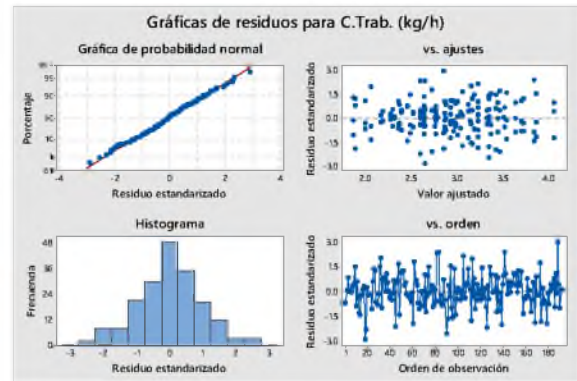 Gráficas de residuos para C.Trab. (kg/h)
Gráfica de probabilidad normal
Porcentaje
-4 -2 0 2 4
Residuo estandarizado
vs. ajustes
Residuo estandarizado
3.0
1.5
0.0
-1.5
-3.0
2.0 2.5 3.0 3.5 4.0
Valor ajustado
Histograma
Frecuencia
48
36
24
12
0
-3 -2 -1 0 1 2 3
Residuo estandarizado
vs. orden
Residuo estandarizado
3.0
1.5
0.0
-1.5
-3.0
1 20 40 60 80 100 120 140 160 180
Orden de observación